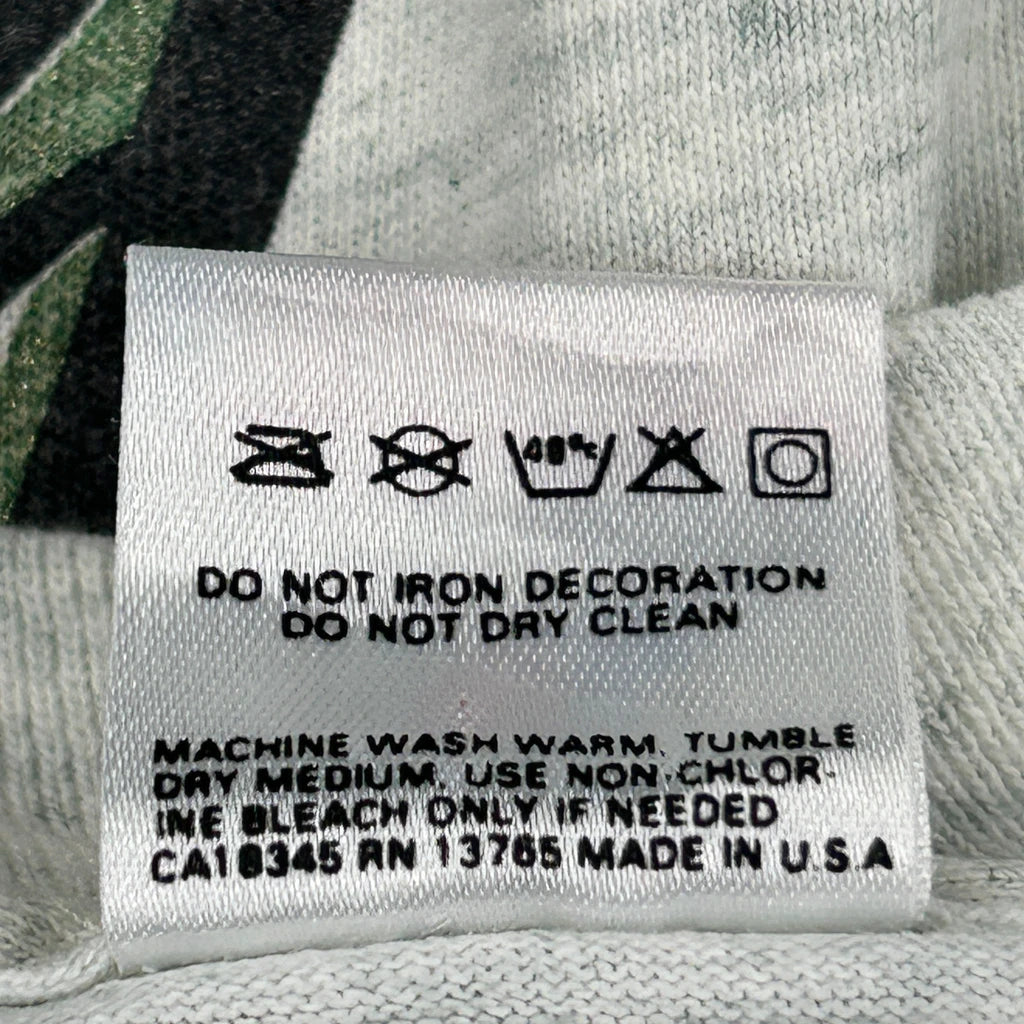 40°C
DO NOT IRON DECORATION
DO NOT DRY CLEAN
MACHINE WASH WARM, TUMBLE
DRY MEDIUM, USE NON-CHLOR-
INE BLEACH ONLY IF NEEDED
CA18345 RN 13765 MADE IN U.S.A